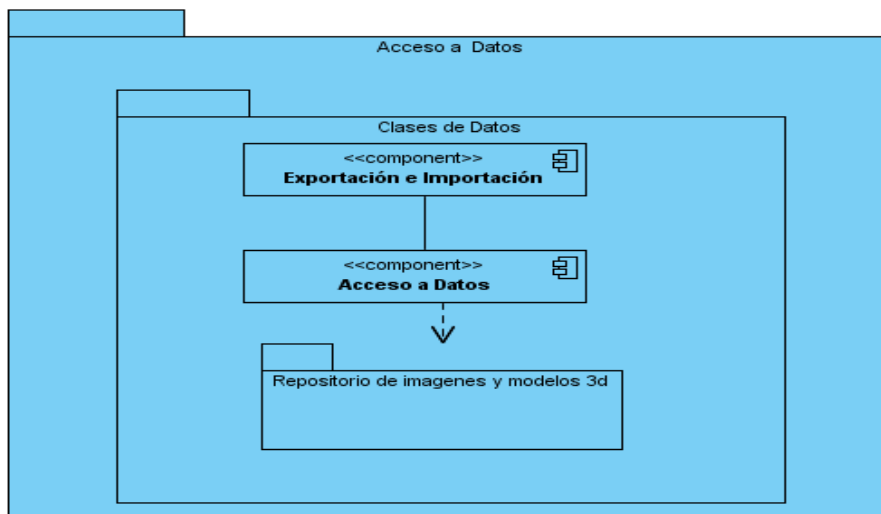 Acceso a Datos
Clases de Datos
<<component>>
Exportación e Importación
<<component>>
Acceso a Datos
Repositorio de imagenes y modelos 3d